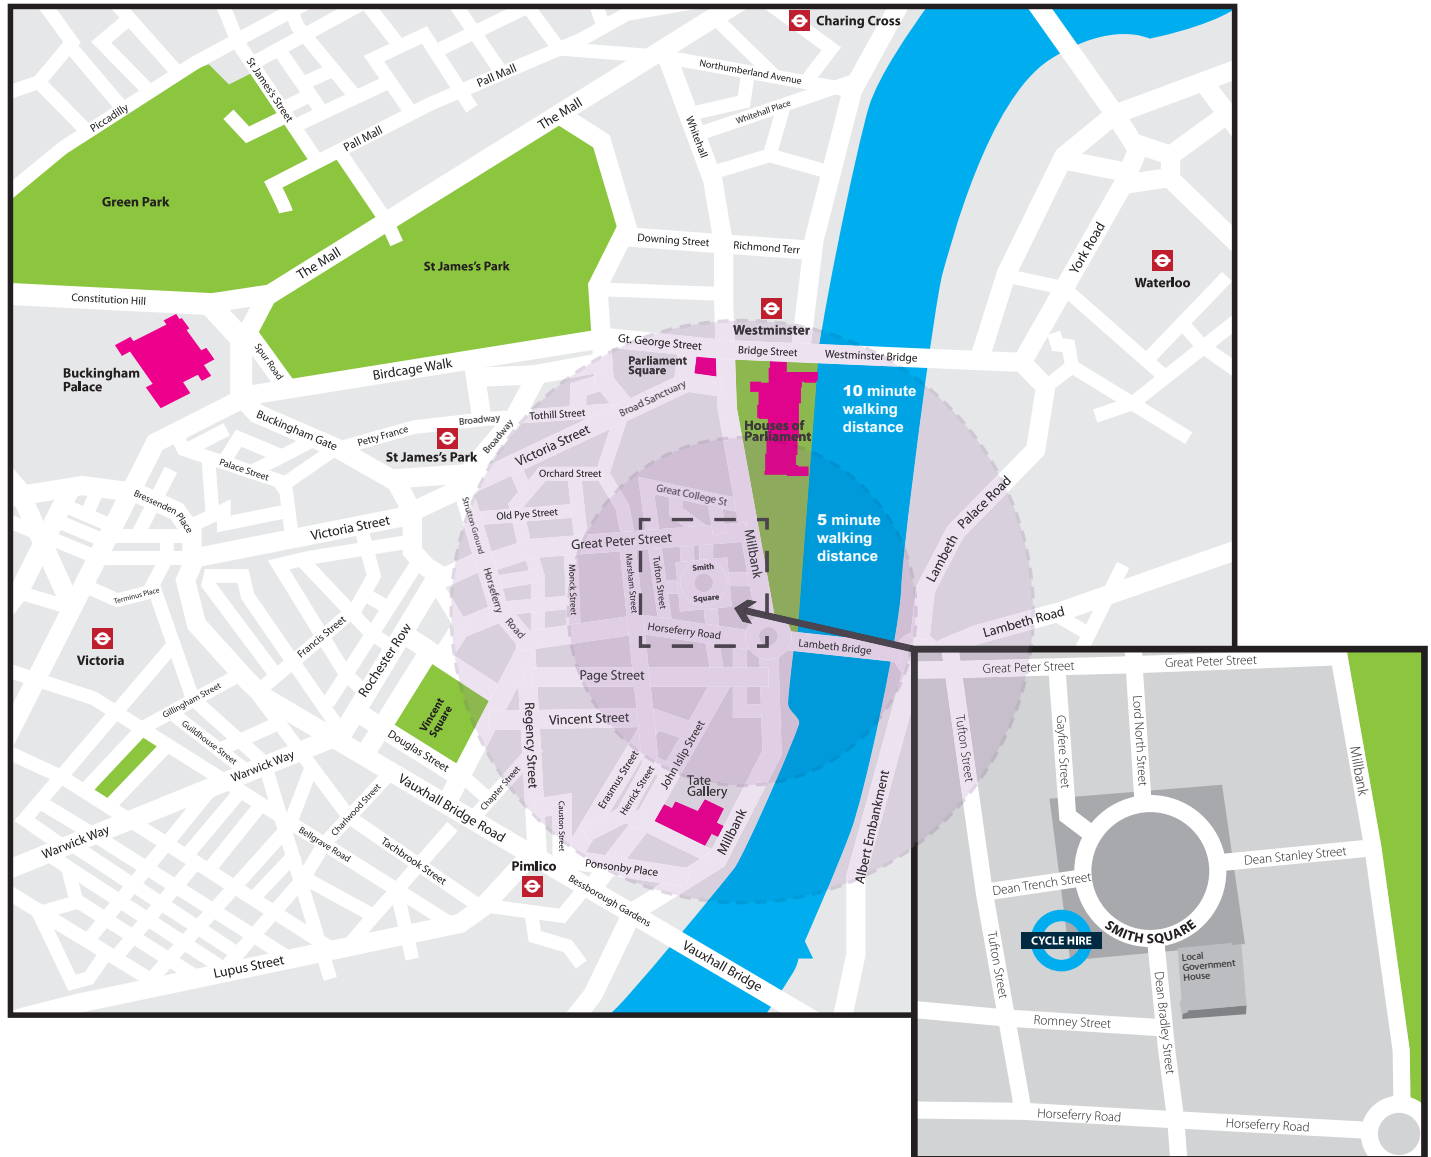 Charing Cross
Northumberland Avenue
Whitehall Place
Whitehall
St James's Street
Pall Mall
Piccadilly
Pall Mall
The Mall
Green Park
The Mall
St James's Park
Downing Street
Richmond Terr
York Road
Waterloo
Constitution Hill
Westminster
Gt. George Street
Bridge Street
Westminster Bridge
Parliament
Square
Spur Road
Birdcage Walk
Buckingham
Palace
10 minute
walking
distance
Buckingham Gate
Petty France
Broadway
Broadway
Tothill Street
Broad Sanctuary
Houses of
Parliament
St James's Park
Victoria Street
Palace Street
Orchard Street
Great College St
Bressenden Place
Strutton Ground
Old Pye Street
Victoria Street
Great Peter Street
Millbank
5 minute
walking
distance
Lambeth
Palace Road
Monck Street
Marsham Street
Tufton Street
Smith
Square
Horseferry
Road
Horseferry Road
Terminus Place
Victoria
Francis Street
Rochester Row
Lambeth Bridge
Lambeth Road
Page Street
Vincent Street
Vincent
Square
Regency Street
Gillingham Street
Guildhouse Street
Warwick Way
Douglas Street
Erasmus Street
Herrick Street
John Islip Street
Tate
Gallery
Millbank
Chapter Street
Causton Street
Vauxhall Bridge Road
Charlwood Street
Bellgrave Road
Tachbrook Street
Warwick Way
Albert Embankment
Pimlico
Ponsonby Place
Bessborough Gardens
Vauxhall Bridge
Lupus Street
Great Peter Street
Great Peter Street
Tufton Street
Gayfere Street
Lord North Street
Millbank
Dean Stanley Street
Dean Trench Street
SMITH SQUARE
CYCLE HIRE
Tufton Street
Local
Government
House
Dean Bradley Street
Romney Street
Horseferry Road
Horseferry Road